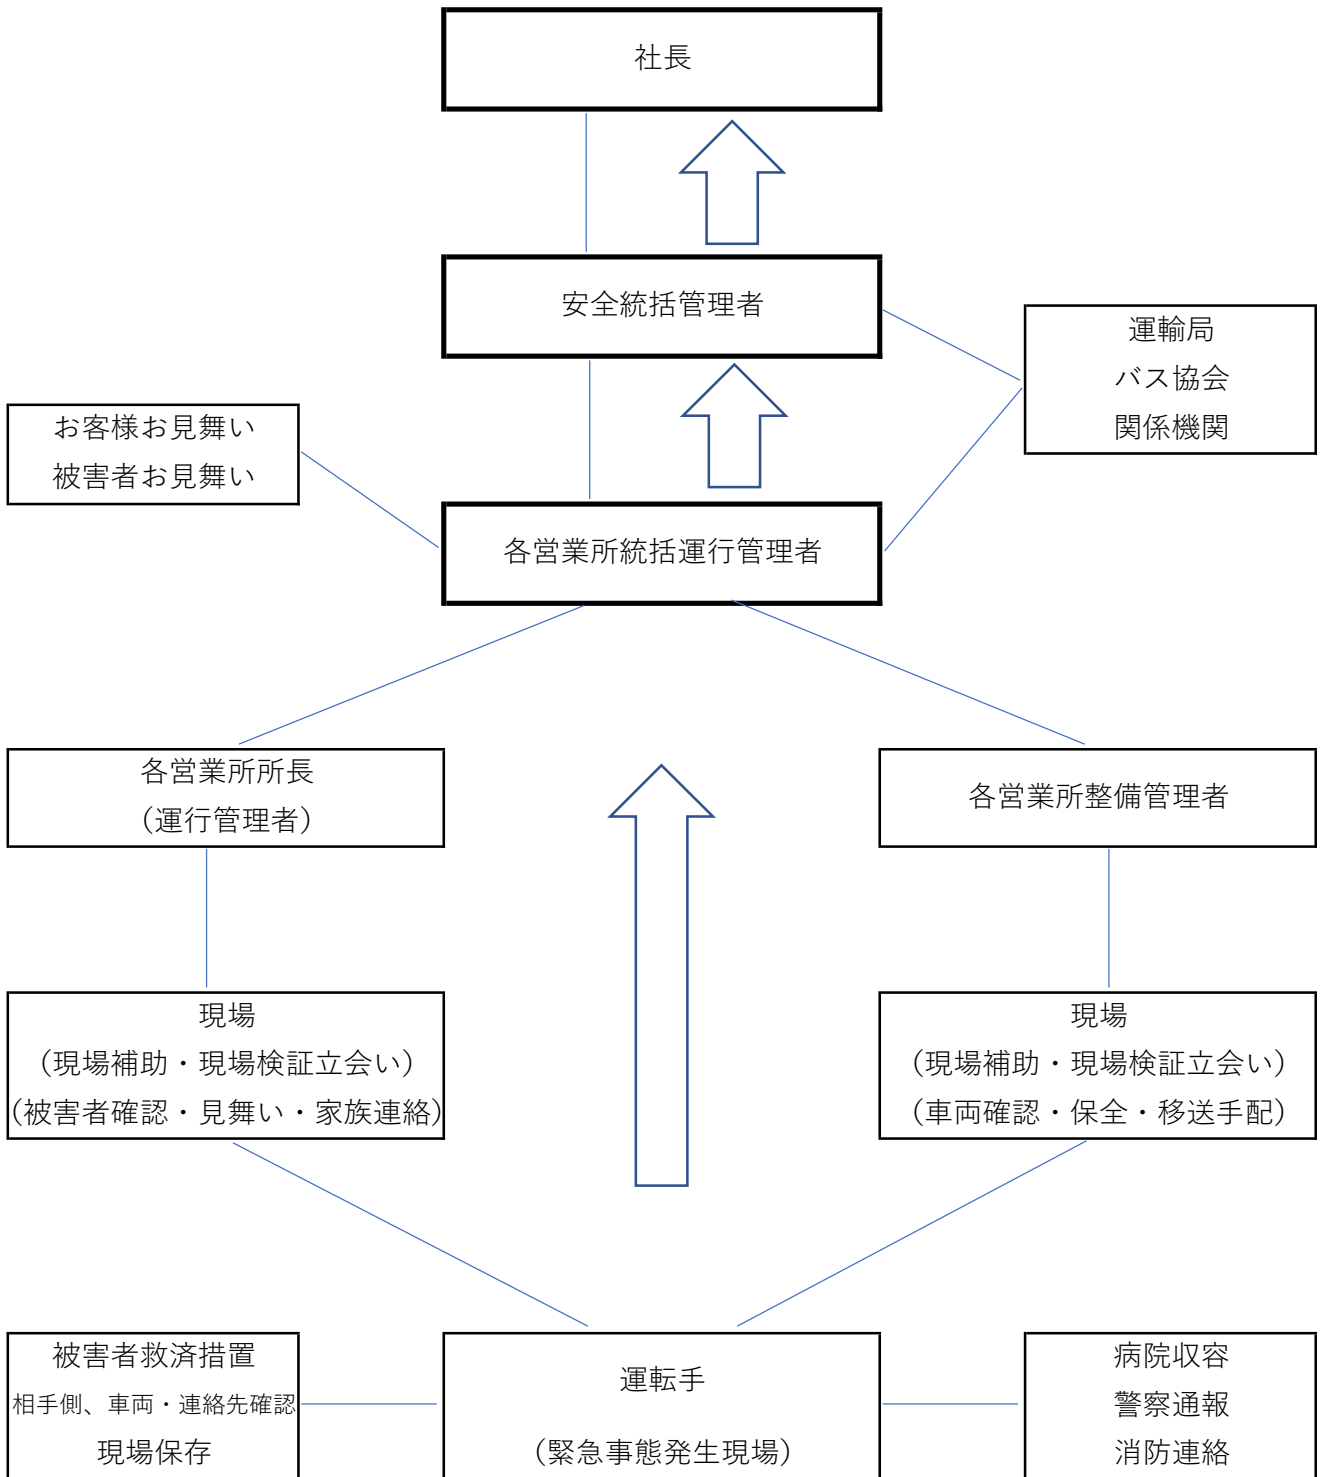 社長
安全統括管理者
運輸局
バス協会
関係機関
お客様お見舞い
被害者お見舞い
各営業所統括運行管理者
各営業所所長
（運行管理者）
各営業所整備管理者
現場
（現場補助・現場検証立会い）
（被害者確認・見舞い・家族連絡）
現場
（現場補助・現場検証立会い）
（車両確認・保全・移送手配）
被害者救済措置
相手側、車両・連絡先確認
現場保存
運転手
（緊急事態発生現場）
病院収容
警察通報
消防連絡